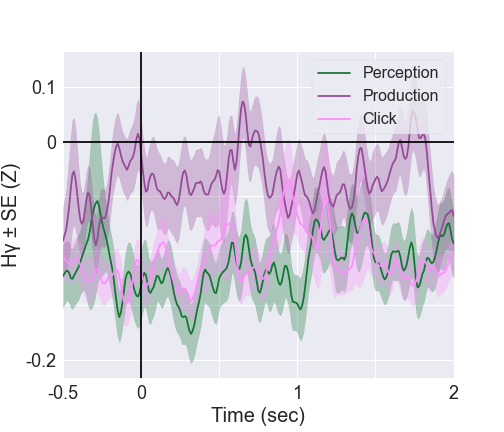 Perception
Production
Click
0.1
0
-0.2
Hγ ± SE (Z)
-0.5
0
1
2
Time (sec)